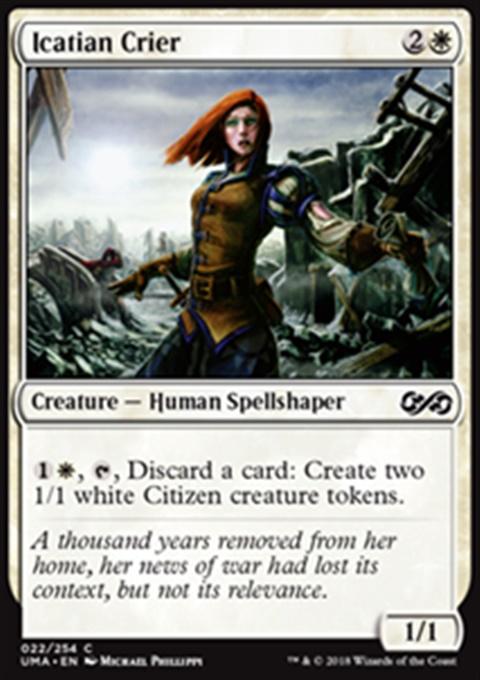 Icatian Crier 2
Creature — Human Spellshaper
1, , Discard a card: Create two
1/1 white Citizen creature tokens.
A thousand years removed from her
home, her news of war had lost its
context, but not its relevance.
1/1
022/254 C
UMA • EN Michael Phillippi
™ & © 2018 Wizards of the Coast